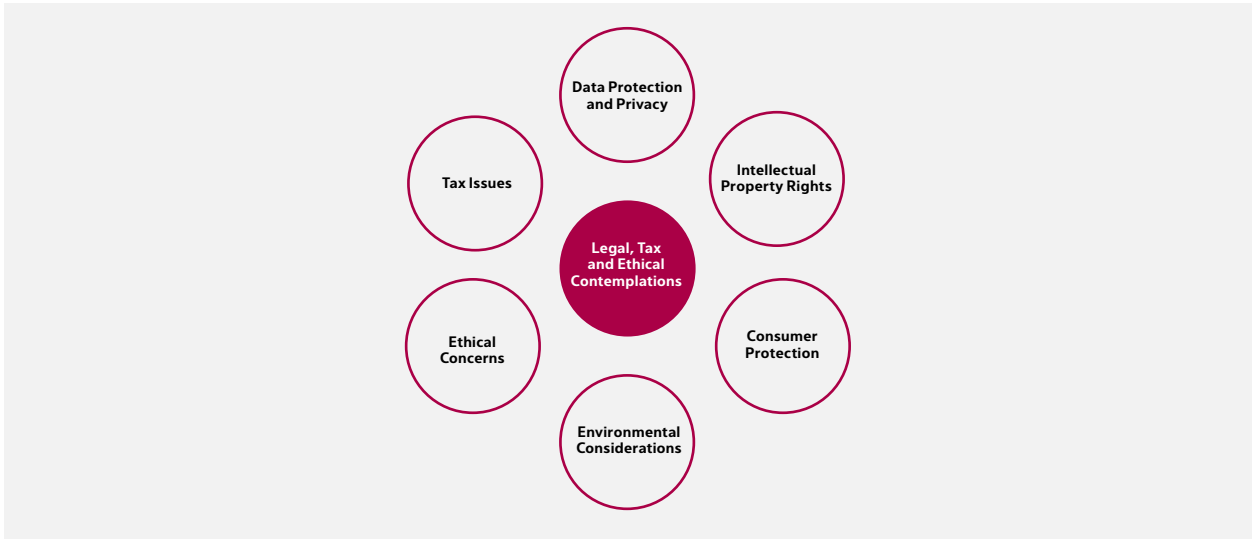 Data Protection
and Privacy
Intellectual
Property Rights
Tax Issues
Legal, Tax
and Ethical
Contemplations
Consumer
Protection
Ethical
Concerns
Environmental
Considerations